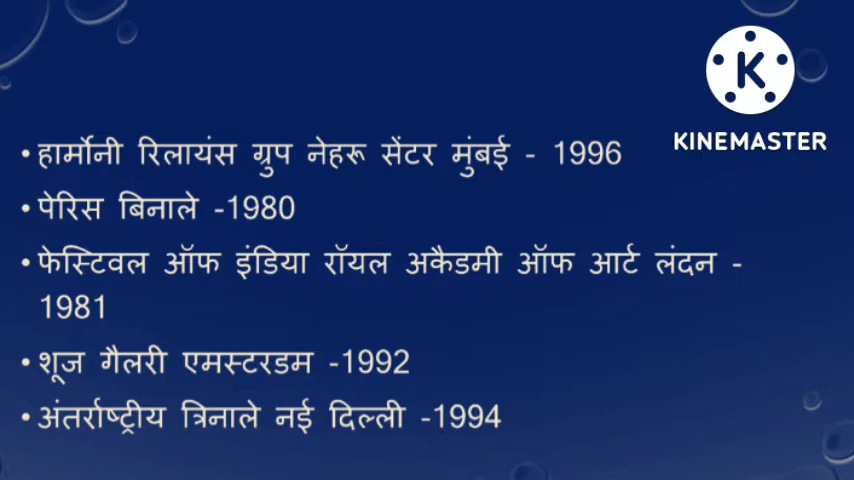 K
KINEMASTER
• हार्मोनी रिलायंस ग्रुप नेहरू सेंटर मुंबई - 1996
• पेरिस बिनाले -1980
• फेस्टिवल ऑफ इंडिया रॉयल अकैडमी ऑफ आर्ट लंदन -
1981
• शूज गैलरी एमस्टरडम -1992
• अंतर्राष्ट्रीय त्रिनाले नई दिल्ली -1994